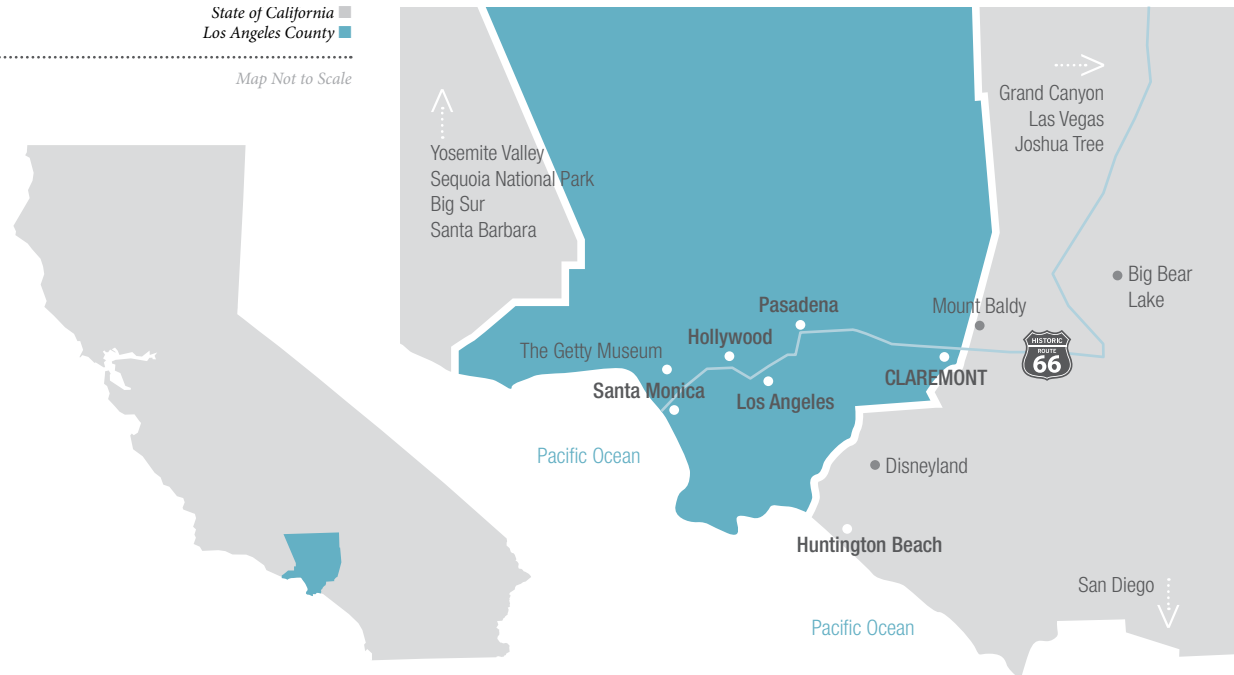 State of California
Los Angeles County
Map Not to Scale
Grand Canyon
Las Vegas
Joshua Tree
Yosemite Valley
Sequoia National Park
Big Sur
Santa Barbara
Big Bear
Lake
Pasadena
Mount Baldy
Hollywood
The Getty Museum
HISTORIC
ROUTE
66
CLAREMONT
Santa Monica
Los Angeles
Pacific Ocean
Disneyland
Huntington Beach
San Diego
Pacific Ocean